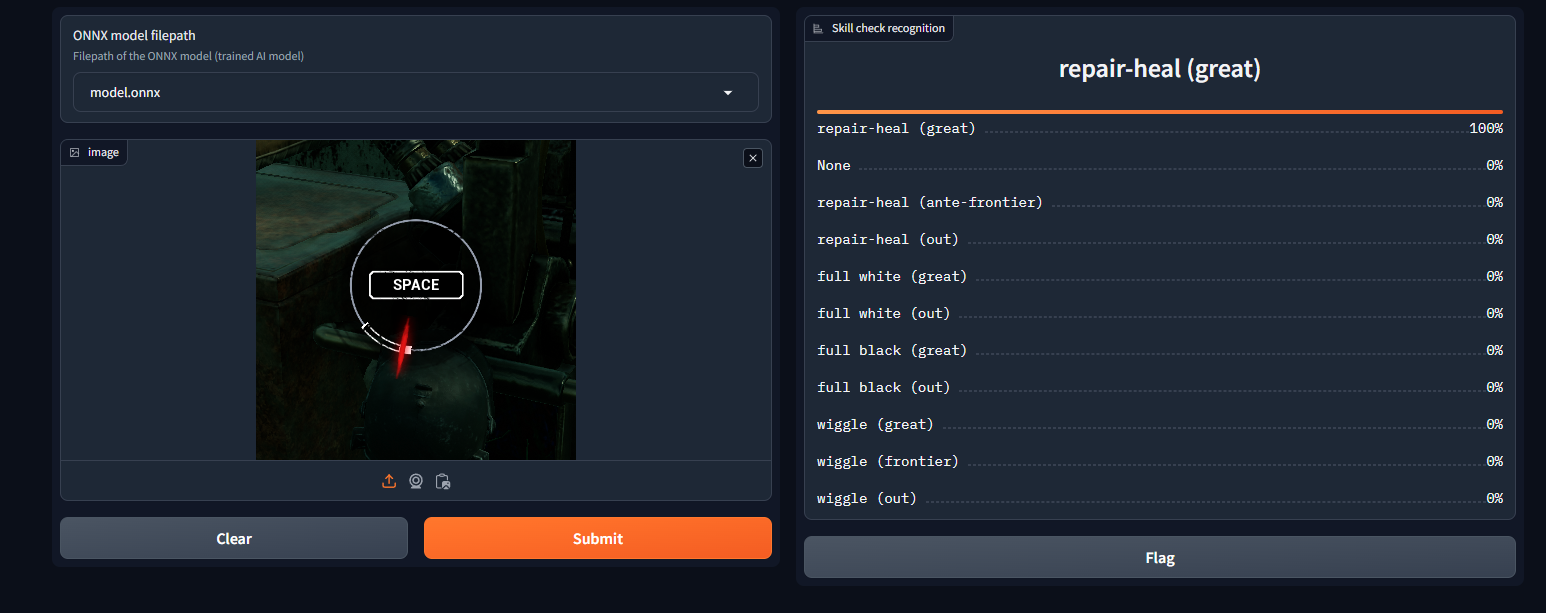 ONNX model filepath
Filepath of the ONNX model (trained AI model)
model.onnx
image
SPACE
Clear
Submit
Skill check recognition
repair-heal (great)
repair-heal (great) 100%
None 0%
repair-heal (ante-frontier) 0%
repair-heal (out) 0%
full white (great) 0%
full white (out) 0%
full black (great) 0%
full black (out) 0%
wiggle (great) 0%
wiggle (frontier) 0%
wiggle (out) 0%
Flag